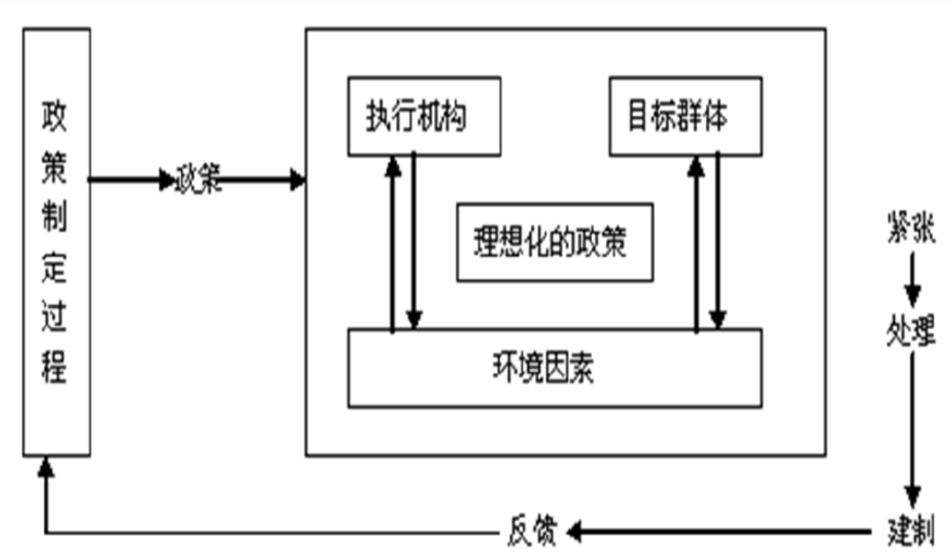 政策制定过程
政策
执行机构
目标群体
理想化的政策
环境因素
紧张
处理
建制
反馈